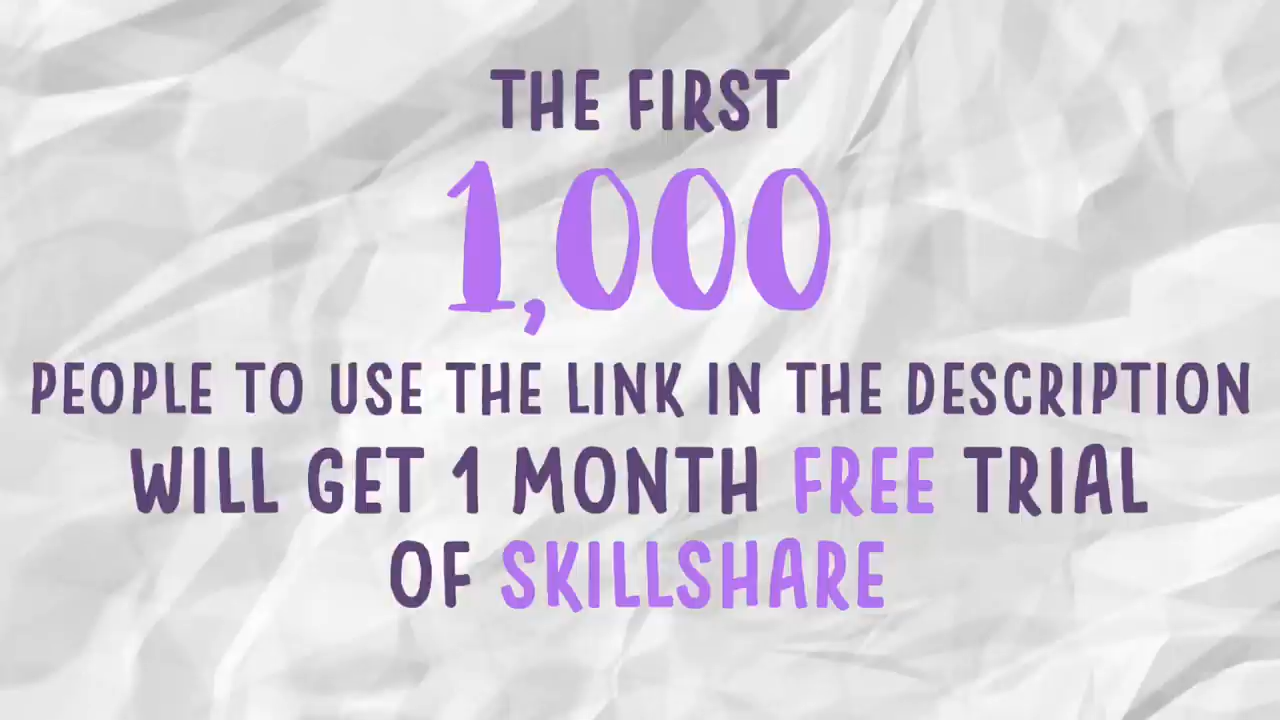 THE FIRST
1,000
PEOPLE TO USE THE LINK IN THE DESCRIPTION
WILL GET 1 MONTH FREE TRIAL
OF SKILLSHARE